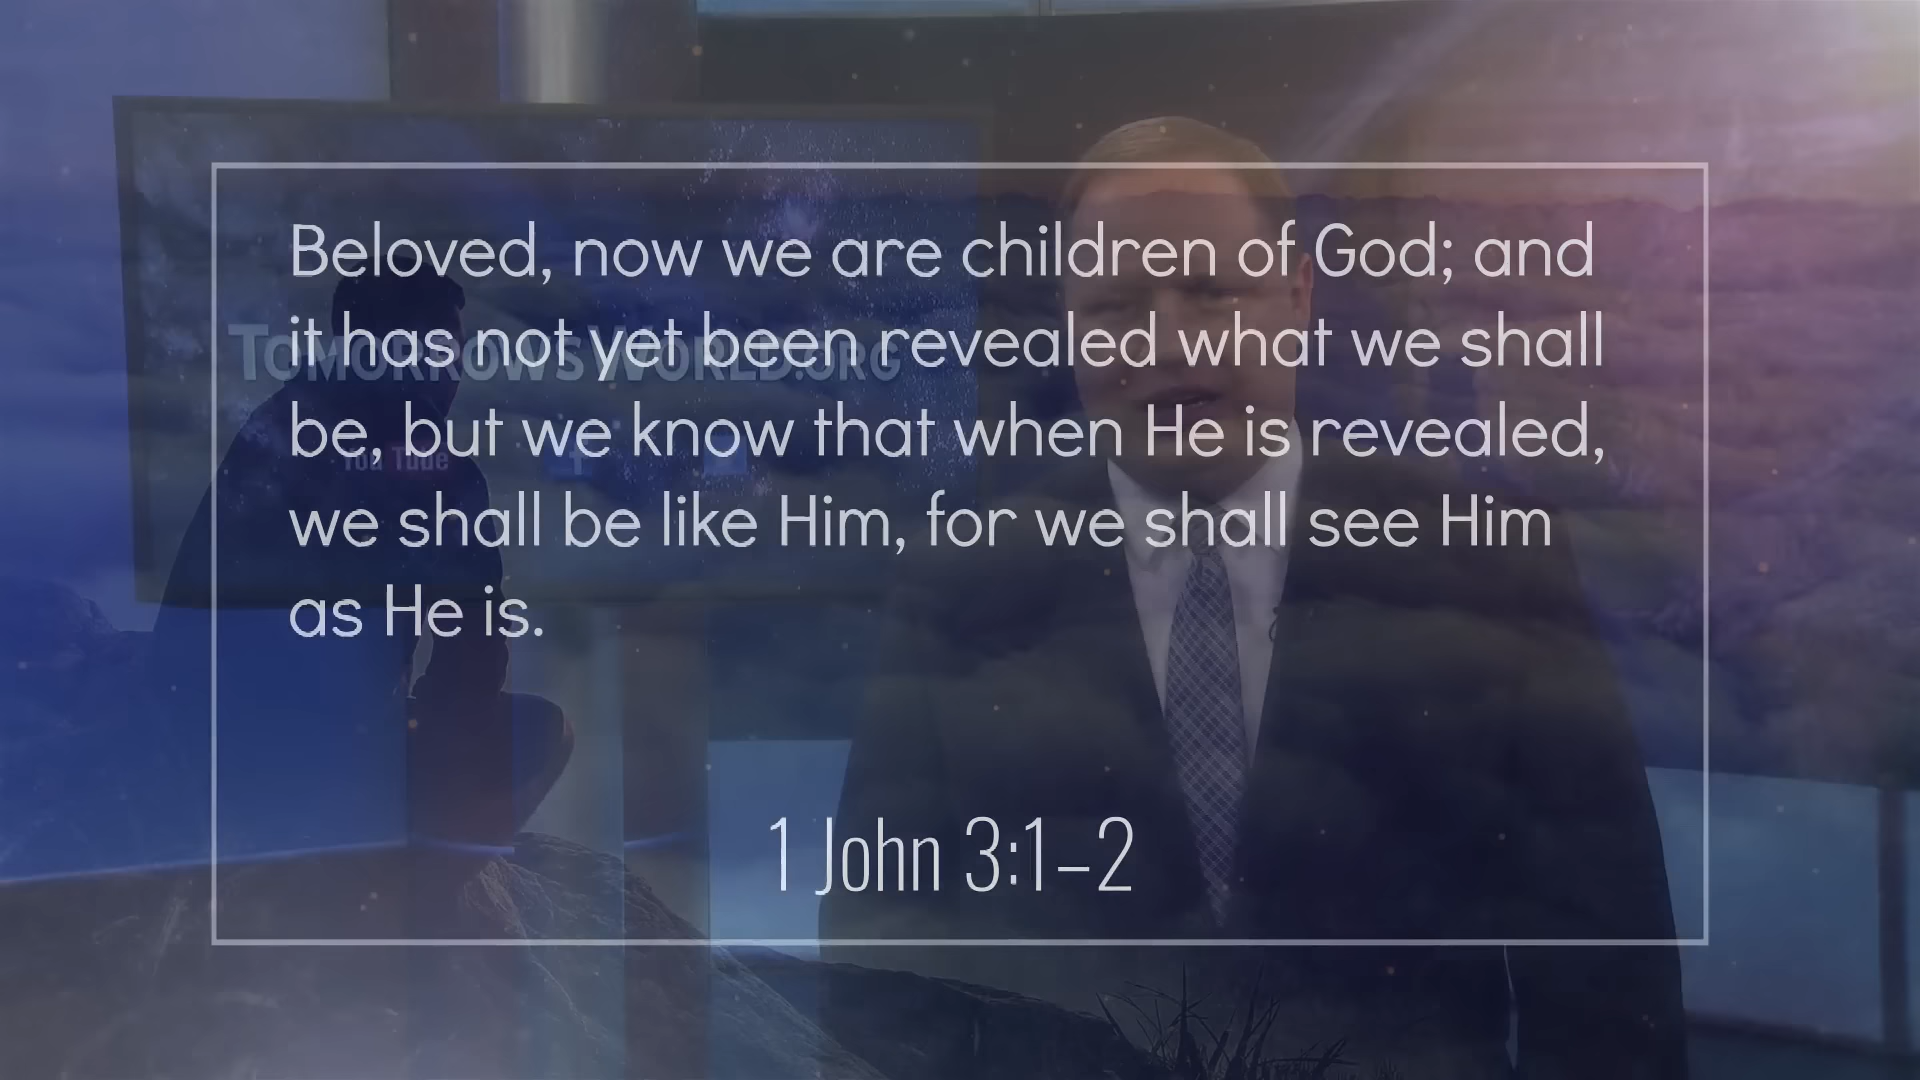 Beloved, now we are children of God; and
it has not yet been revealed what we shall
be, but we know that when He is revealed,
we shall be like Him, for we shall see Him
as He is.
TOMORROWSWORLD.ORG
You Tube
1 John 3:1–2